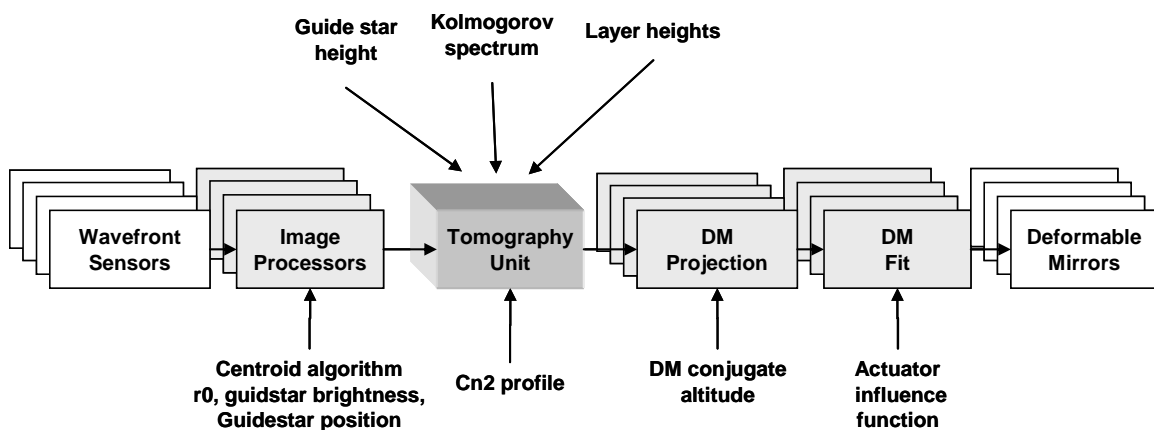 Guide star
height
Kolmogorov
spectrum
Layer heights
Wavefront
Sensors
Image
Processors
Tomography
Unit
DM
Projection
DM
Fit
Deformable
Mirrors
Centroid algorithm
r0, guidstar brightness,
Guidestar position
Cn2 profile
DM conjugate
altitude
Actuator
influence
function